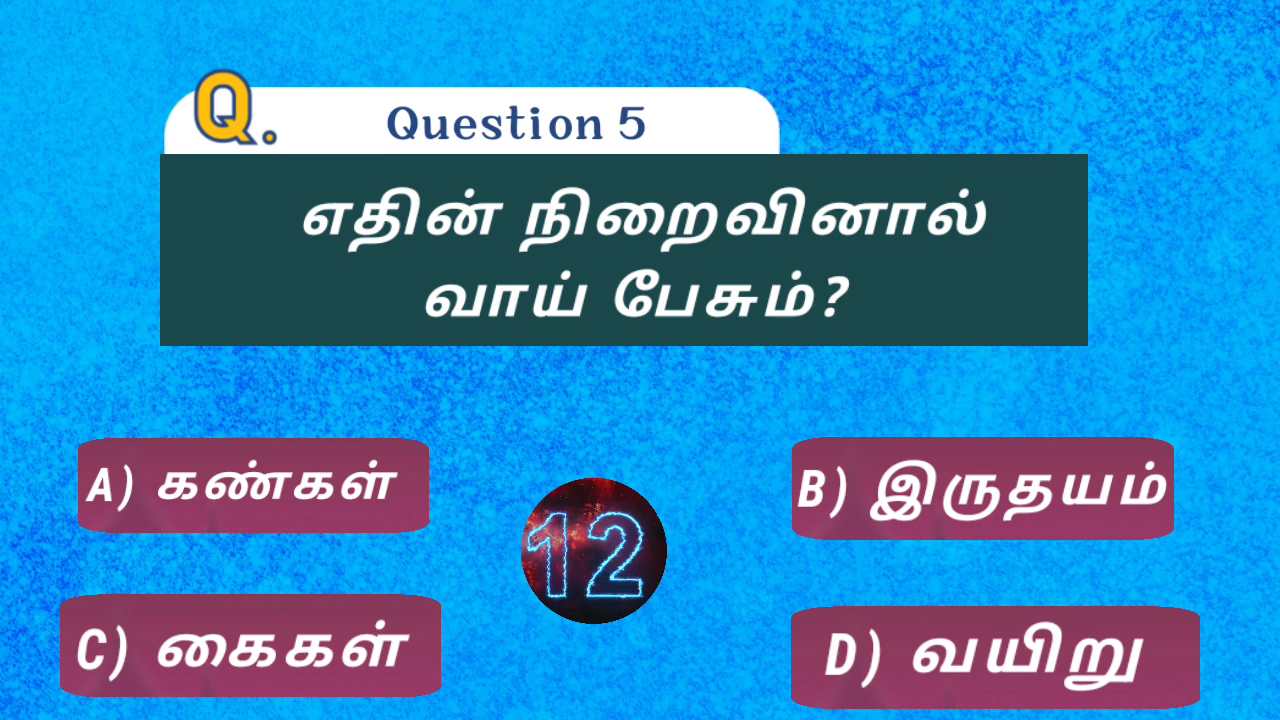 Q.
Question 5
எதின் நிறைவினால்
வாய் பேசும்?
A) கண்கள்
B) இருதயம்
12
C) கைகள்
D) வயிறு